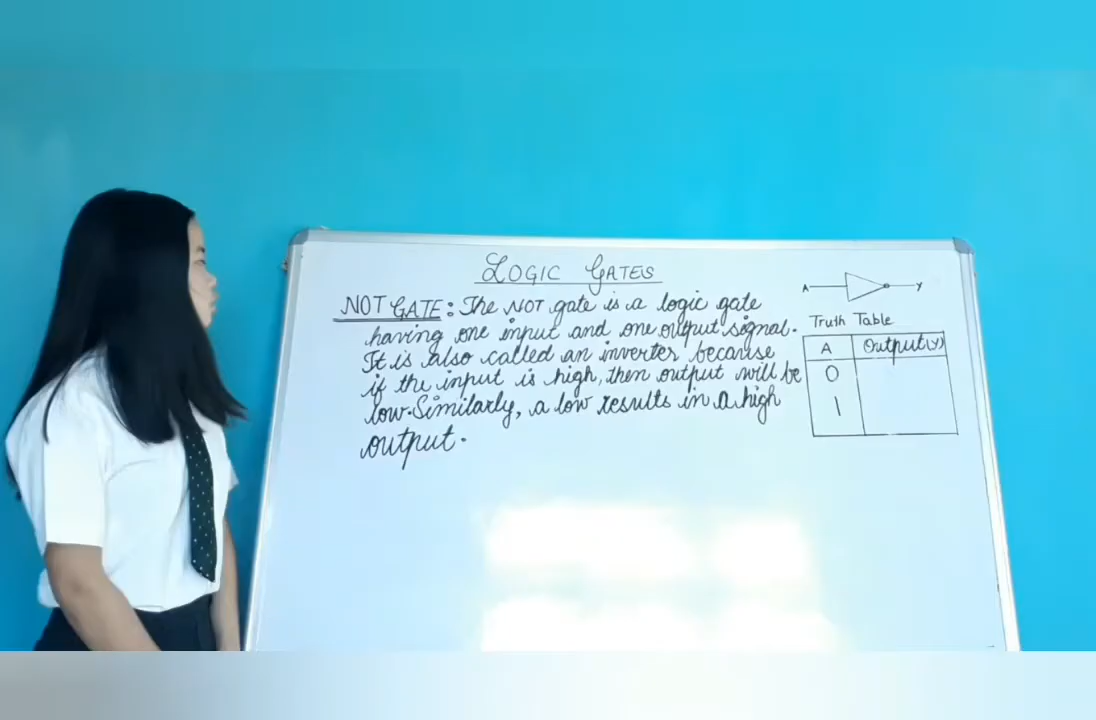 LOGIC GATES
NOT GATE: The NOT gate is a logic gate
having one input and one output signal.
It is also called an inverter because
if the input is high, then output will be
low. Similarly, a low results in a high
output.
A Y
Truth Table
A Output(Y)
0
1